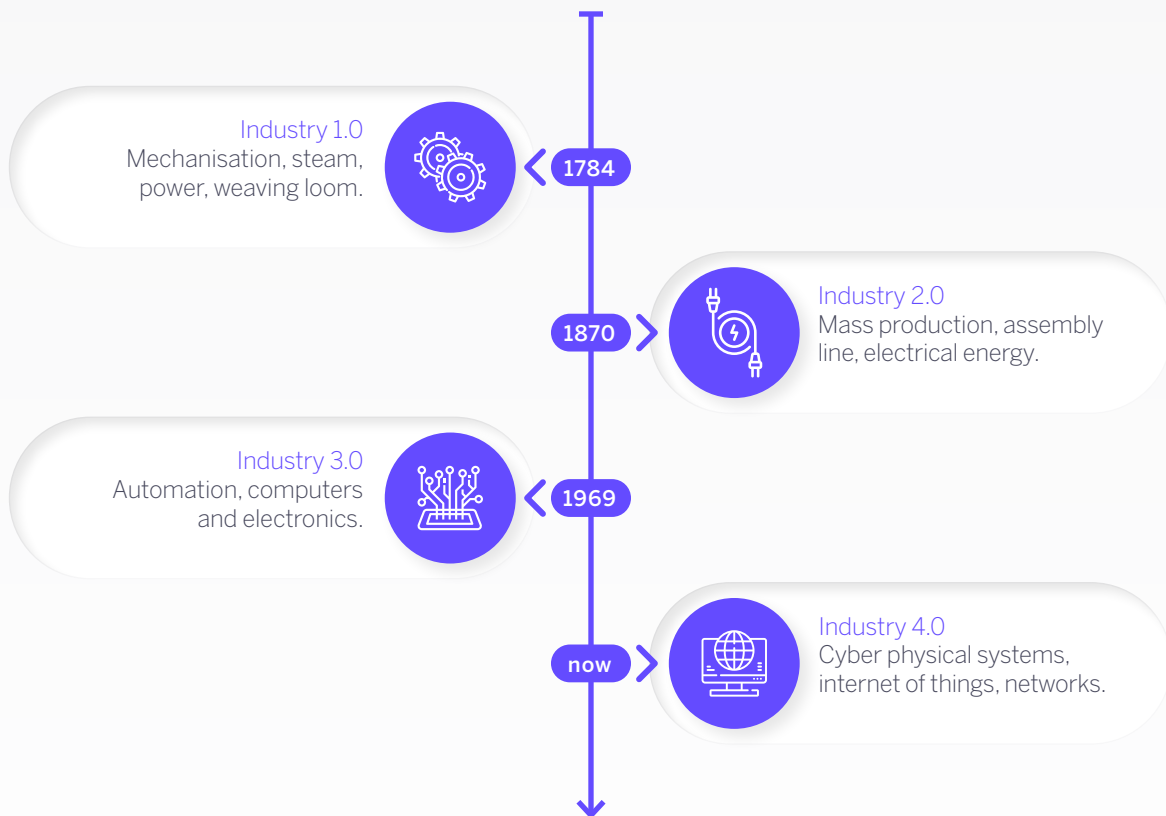 Industry 1.0
Mechanisation, steam,
power, weaving loom.
1784
1870
Industry 2.0
Mass production, assembly
line, electrical energy.
Industry 3.0
Automation, computers
and electronics.
1969
now
Industry 4.0
Cyber physical systems,
internet of things, networks.